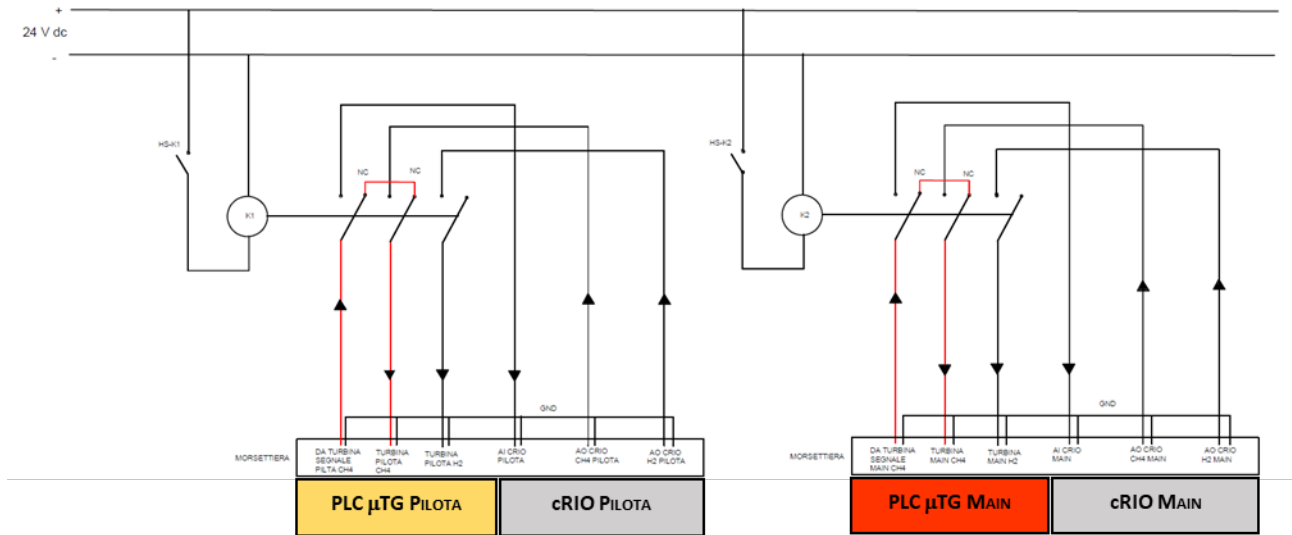 +
24 V dc
-
HS-K1
NC
NC
K1
GND
MORSETTIERA
DA TURBINA
SEGNALE
PILTA CH4
TURBINA
PILOTA
CH4
TURBINA
PILOTA H2
AI CRIO
PILOTA
AO CRIO
CH4 PILOTA
AO CRIO
H2 PILOTA
PLC µTG PILOTA
cRIO PILOTA
HS-K2
NC
NC
K2
GND
MORSETTIERA
DA TURBINA
SEGNALE
MAIN CH4
TURBINA
MAIN CH4
TURBINA
MAIN H2
AI CRIO
MAIN
AO CRIO
CH4 MAIN
AO CRIO
H2 MAIN
PLC µTG MAIN
cRIO MAIN